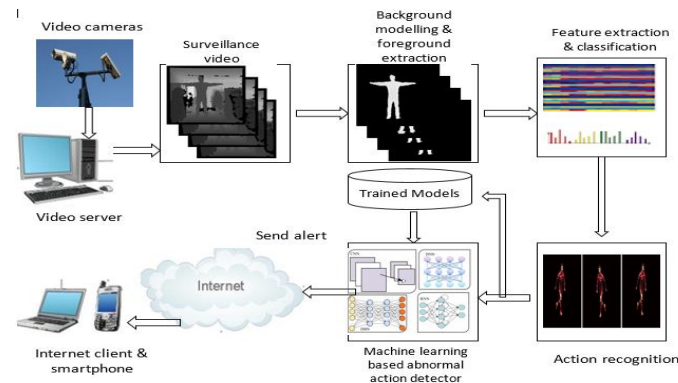 Video cameras
Surveillance
video
Background
modelling &
foreground
extraction
Feature extraction
& classification
Video server
Trained Models
Send alert
Internet
Internet client &
smartphone
Machine learning
based abnormal
action detector
Action recognition